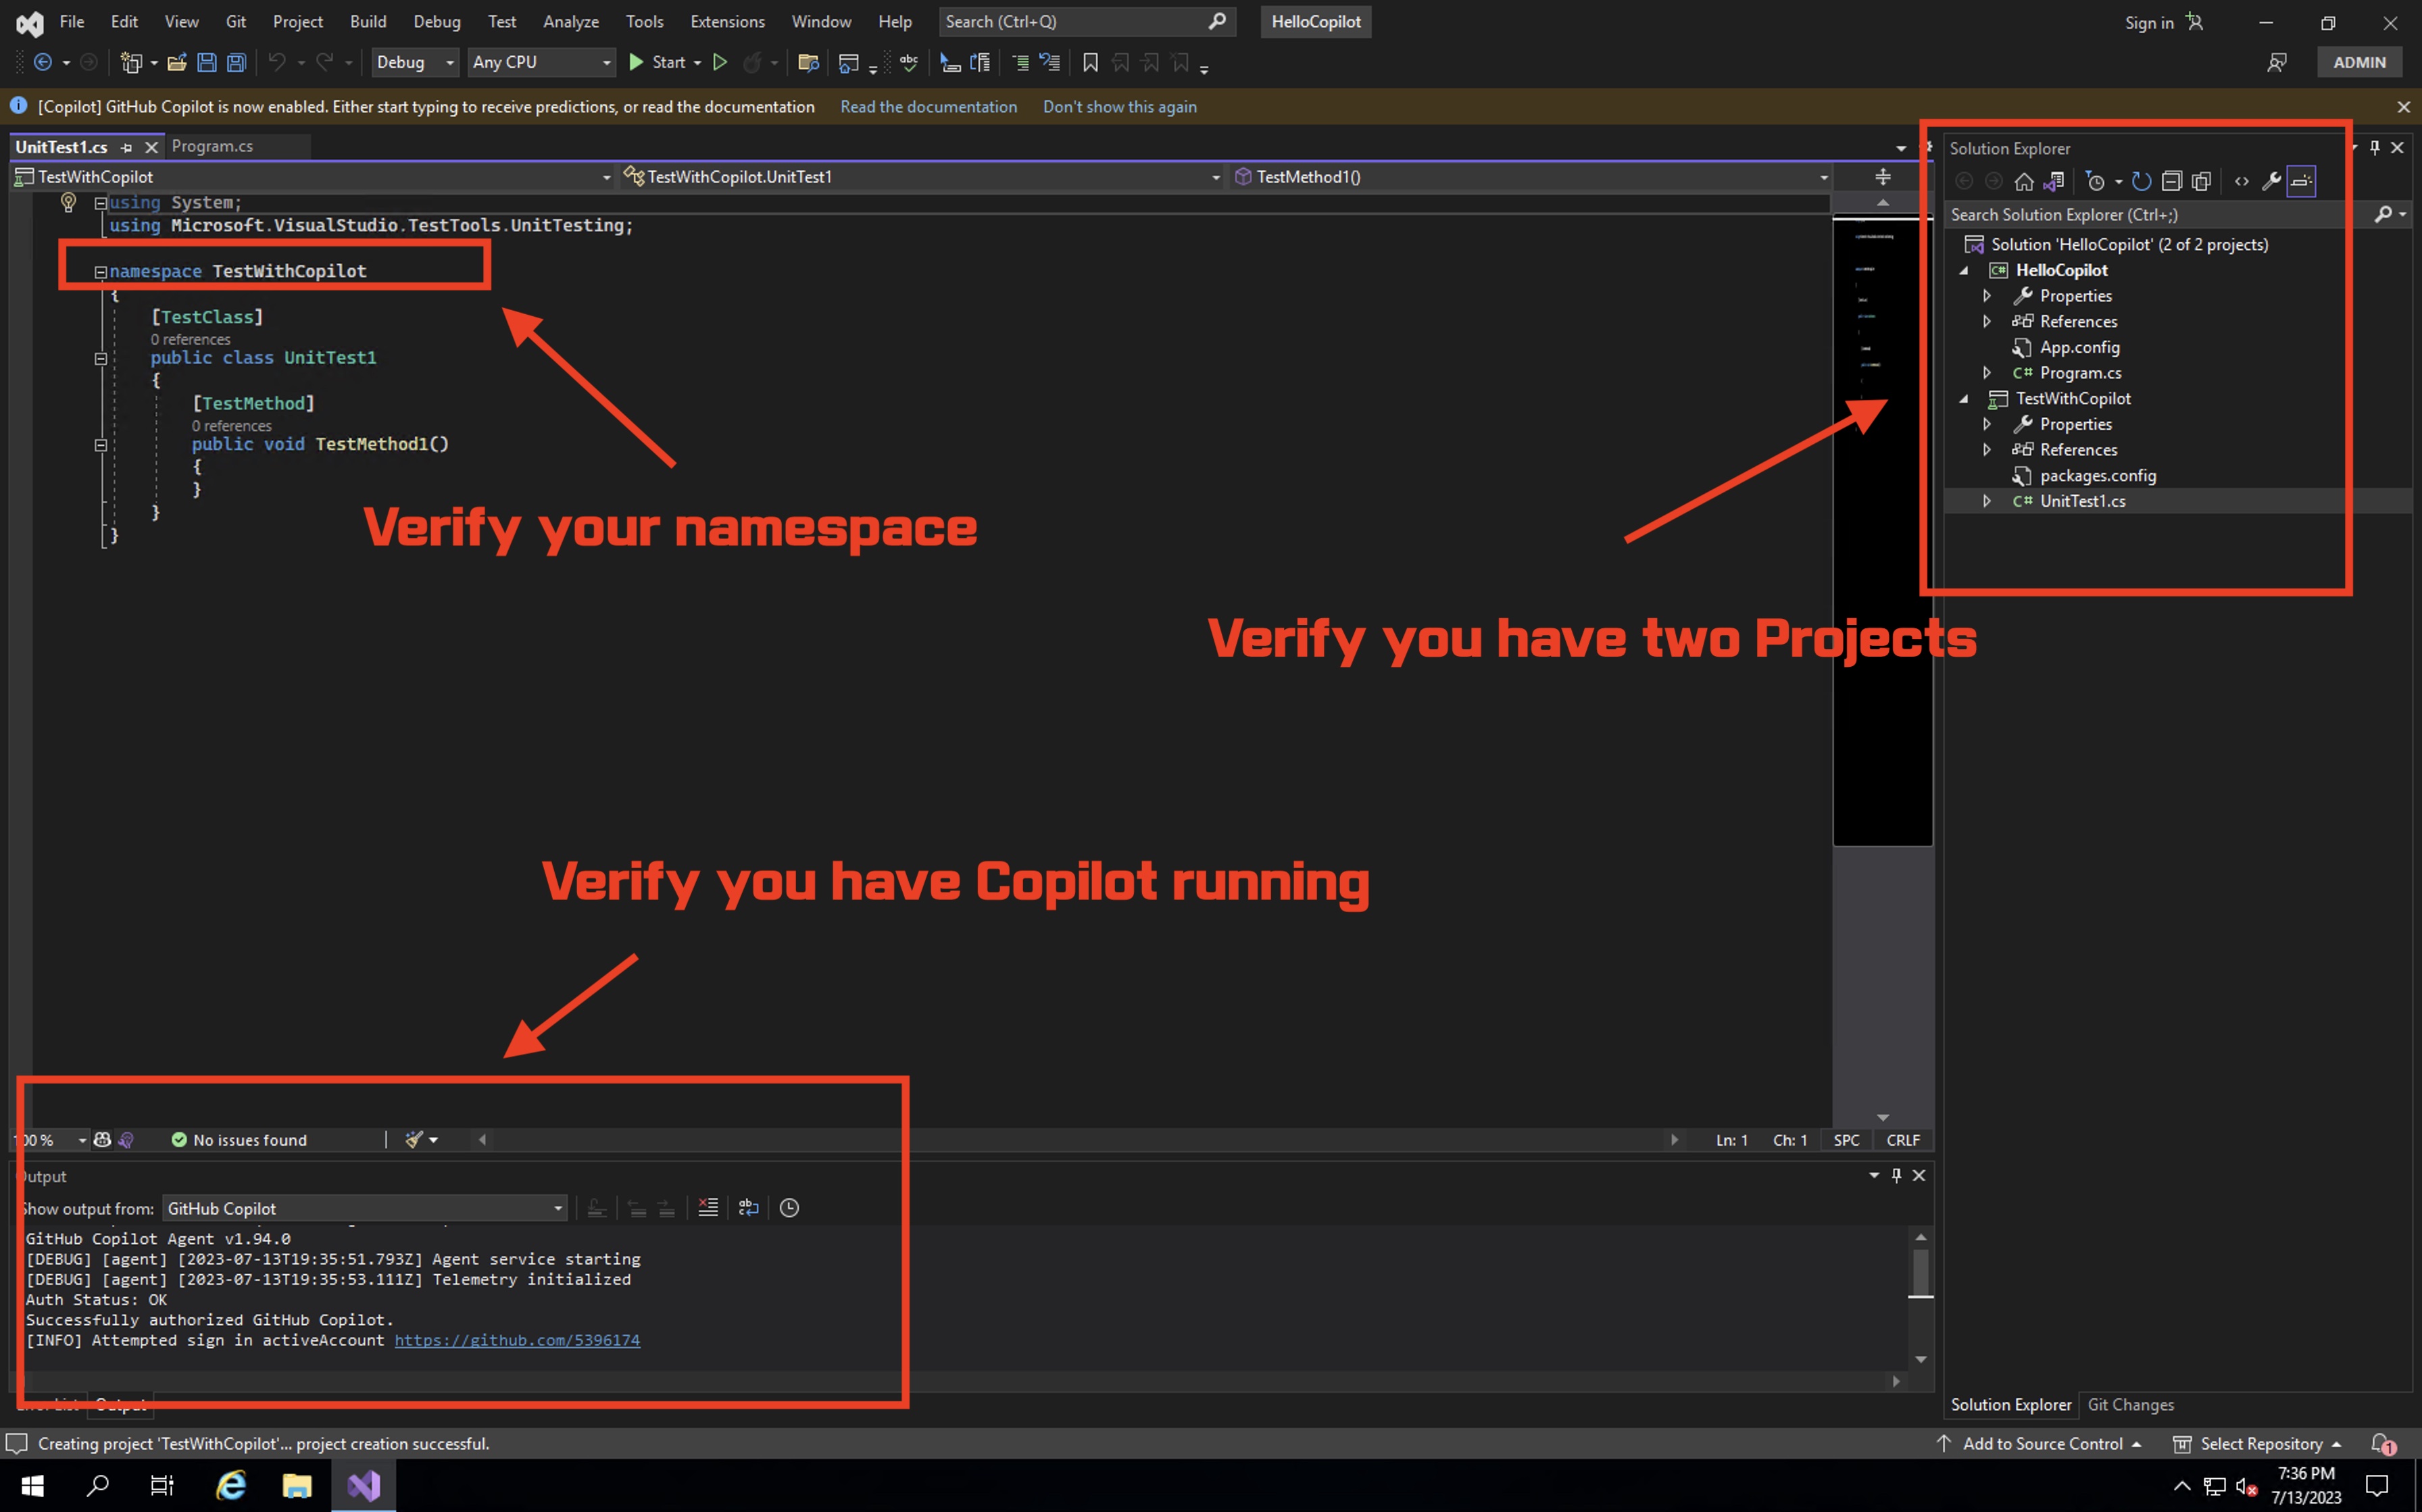 File Edit View Git Project Build Debug Test Analyze Tools Extensions Window Help Search (Ctrl+Q) HelloCopilot Sign in
Debug Any CPU Start ADMIN
[Copilot] GitHub Copilot is now enabled. Either start typing to receive predictions, or read the documentation Read the documentation Don't show this again
UnitTest1.cs Program.cs
TestWithCopilot TestWithCopilot.UnitTest1 TestMethod1()
using System;
using Microsoft.VisualStudio.TestTools.UnitTesting;
namespace TestWithCopilot
{
[TestClass]
0 references
public class UnitTest1
{
[TestMethod]
0 references
public void TestMethod1()
{
}
}
}
Verify your namespace
Verify you have two Projects
Verify you have Copilot running
Solution Explorer
Search Solution Explorer (Ctrl+;)
Solution 'HelloCopilot' (2 of 2 projects)
HelloCopilot
Properties
References
App.config
Program.cs
TestWithCopilot
Properties
References
packages.config
UnitTest1.cs
100 % No issues found Ln: 1 Ch: 1 SPC CRLF
Output
Show output from: GitHub Copilot
GitHub Copilot Agent v1.94.0
[DEBUG] [agent] [2023-07-13T19:35:51.793Z] Agent service starting
[DEBUG] [agent] [2023-07-13T19:35:53.111Z] Telemetry initialized
Auth Status: OK
Successfully authorized GitHub Copilot.
[INFO] Attempted sign in activeAccount https://github.com/5396174
Output
Solution Explorer Git Changes
Creating project 'TestWithCopilot'... project creation successful. Add to Source Control Select Repository 1
7:36 PM
7/13/2023